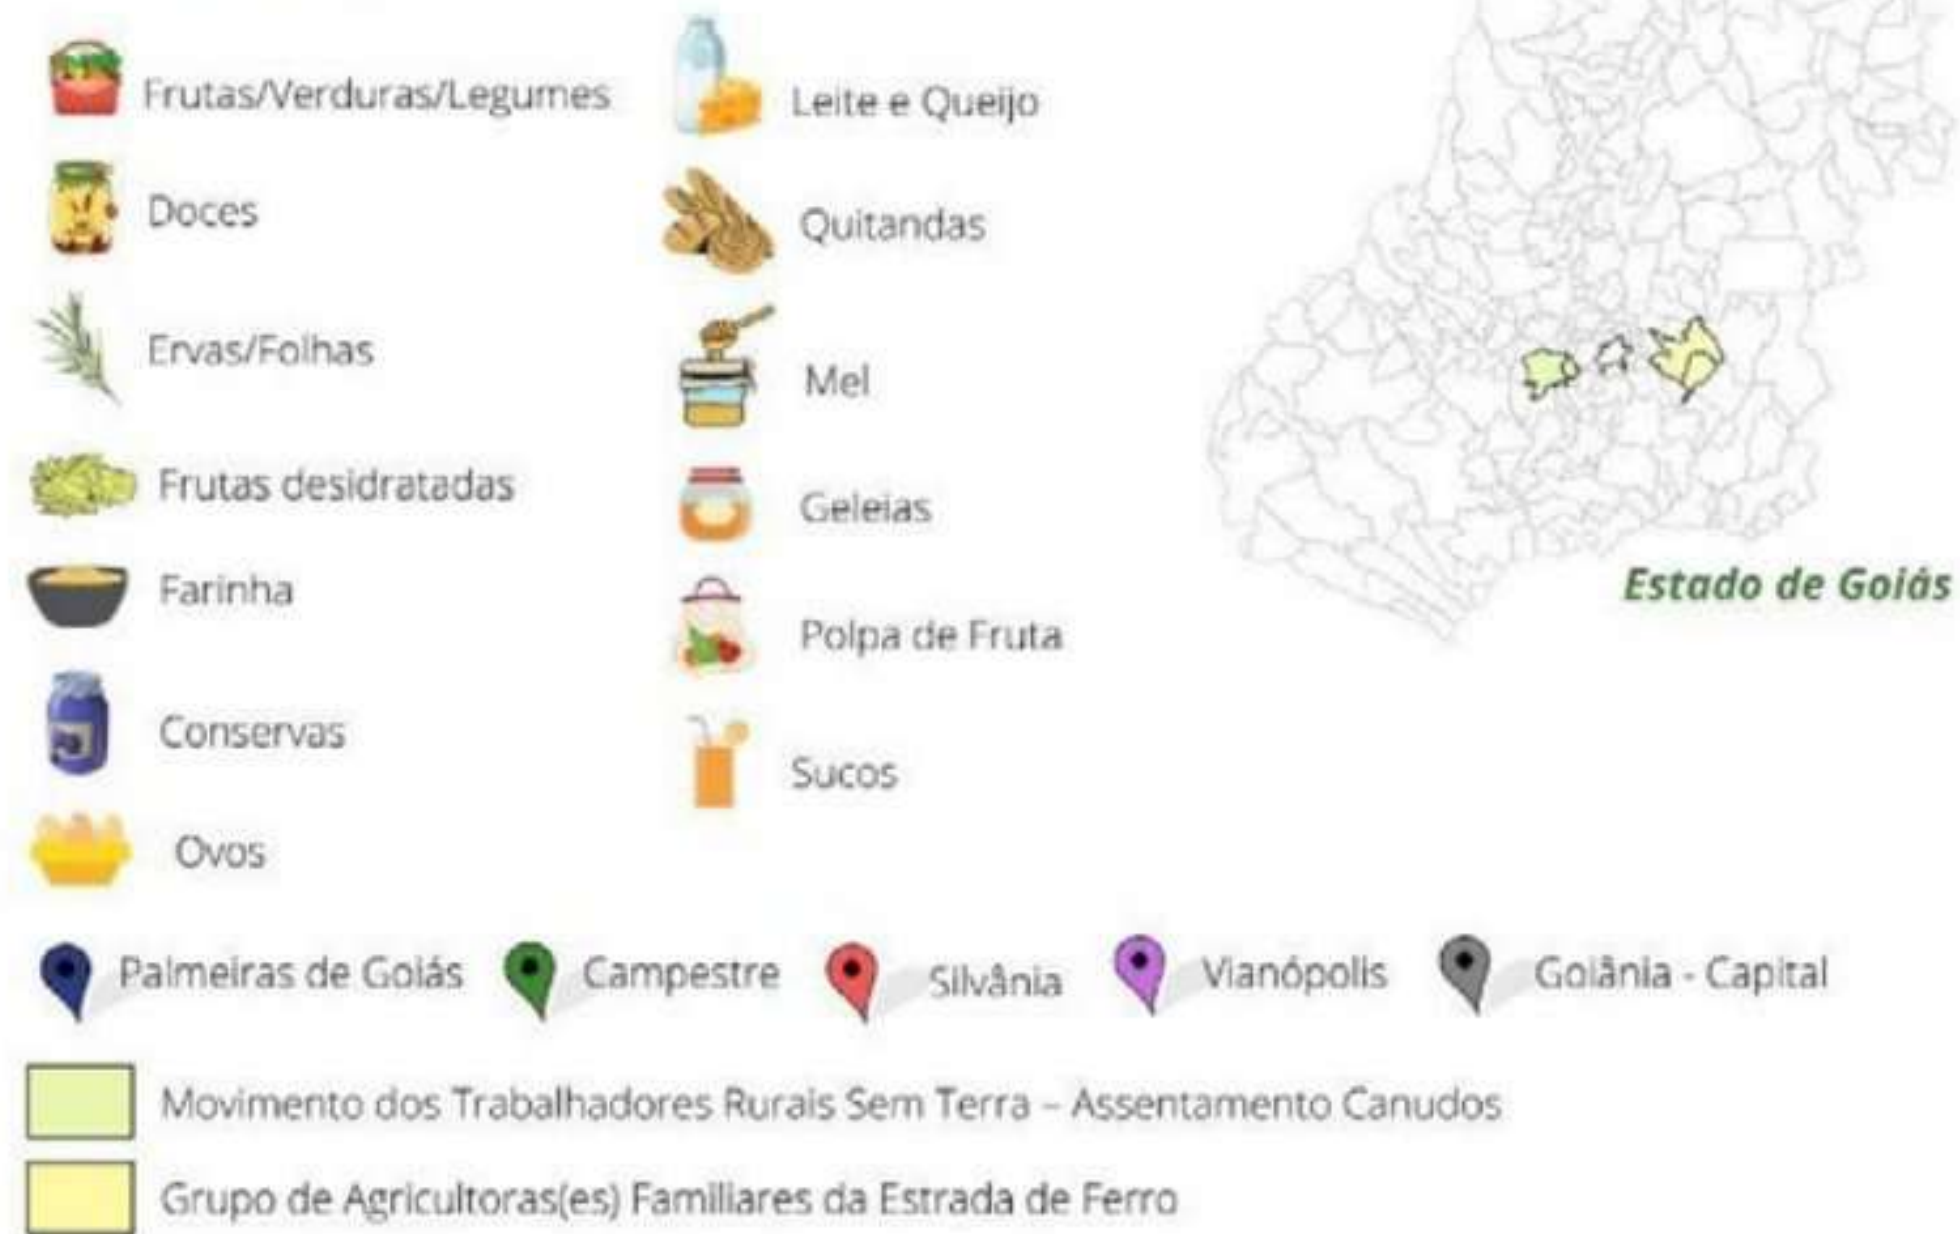 Frutas/Verduras/Legumes
Doces
Ervas/Folhas
Frutas desidratadas
Farinha
Conservas
Ovos
Leite e Queijo
Quitandas
Mel
Geleias
Polpa de Fruta
Sucos
Estado de Goiás
Palmeiras de Goiás Campestre Silvânia Vianópolis Goiânia - Capital
Movimento dos Trabalhadores Rurais Sem Terra – Assentamento Canudos
Grupo de Agricultoras(es) Familiares da Estrada de Ferro